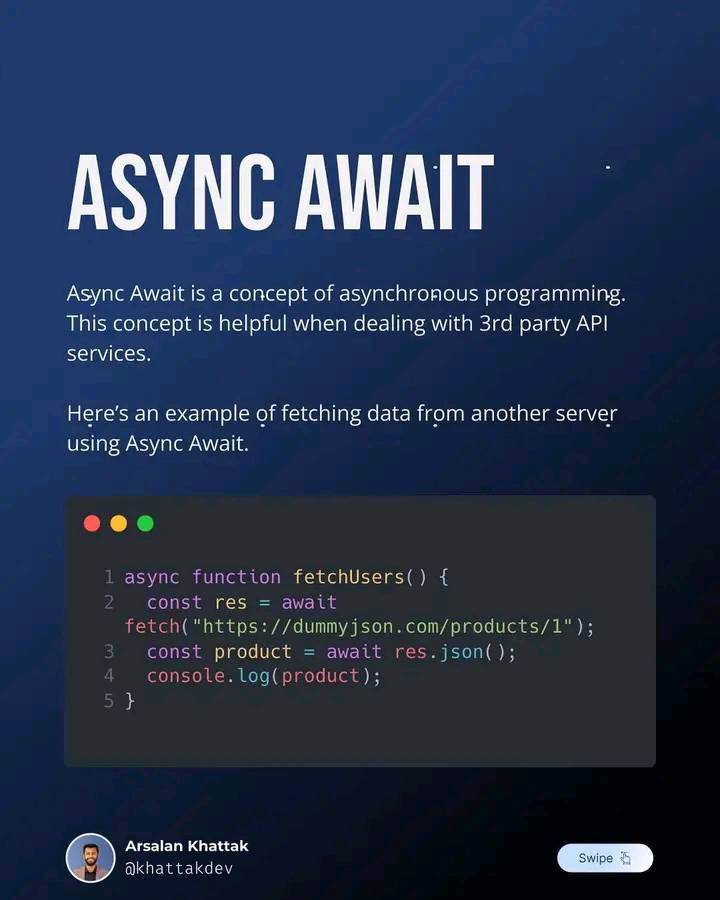 ASYNC AWAIT
Async Await is a concept of asynchronous programming.
This concept is helpful when dealing with 3rd party API
services.
Here’s an example of fetching data from another server
using Async Await.
1 async function fetchUsers() {
2   const res = await
fetch("https://dummyjson.com/products/1");
3   const product = await res.json();
4   console.log(product);
5 }
Arsalan Khattak
@khattakdev
Swipe